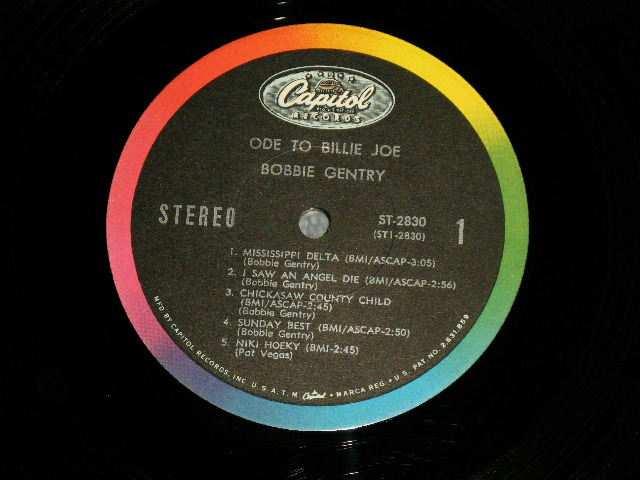 Capitol
RECORDS
ODE TO BILLIE JOE
BOBBIE GENTRY
STEREO
ST-2830
(ST1-2830)
1
1. MISSISSIPPI DELTA (BMI/ASCAP-3:05)
(Bobbie Gentry)
2. I SAW AN ANGEL DIE (BMI/ASCAP-2:56)
(Bobbie Gentry)
3. CHICKASAW COUNTY CHILD
(BMI/ASCAP-2:45)
(Bobbie Gentry)
4. SUNDAY BEST (BMI/ASCAP-2:50)
(Bobbie Gentry)
5. NIKI HOEKY (BMI-2:45)
(Pat Vegas)
MFD. BY CAPITOL RECORDS, INC. U.S.A. T.M. Capitol • MARCA REG. • U.S. PAT. NO. 2,631,859